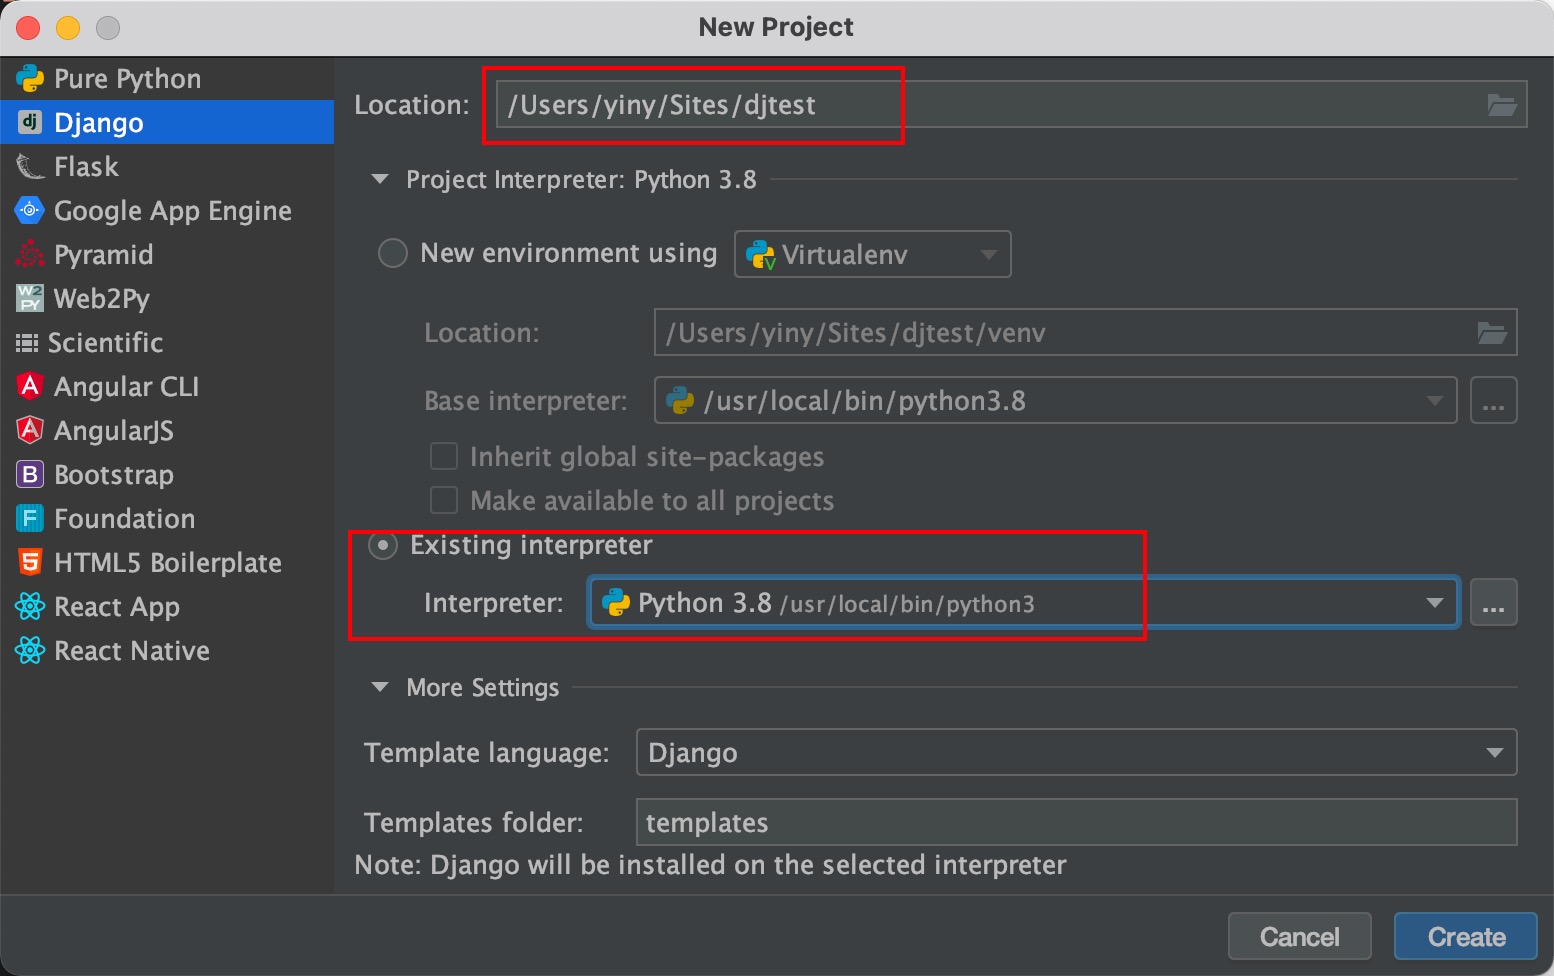 New Project
Pure Python
dj Django
Flask
Google App Engine
Pyramid
W2 PY Web2Py
Scientific
A Angular CLI
A AngularJS
B Bootstrap
F Foundation
5 HTML5 Boilerplate
React App
React Native
Location: /Users/yiny/Sites/djtest
Project Interpreter: Python 3.8
New environment using V Virtualenv
Location: /Users/yiny/Sites/djtest/venv
Base interpreter: /usr/local/bin/python3.8 ...
Inherit global site-packages
Make available to all projects
Existing interpreter
Interpreter: Python 3.8 /usr/local/bin/python3 ...
More Settings
Template language: Django
Templates folder: templates
Note: Django will be installed on the selected interpreter
Cancel Create